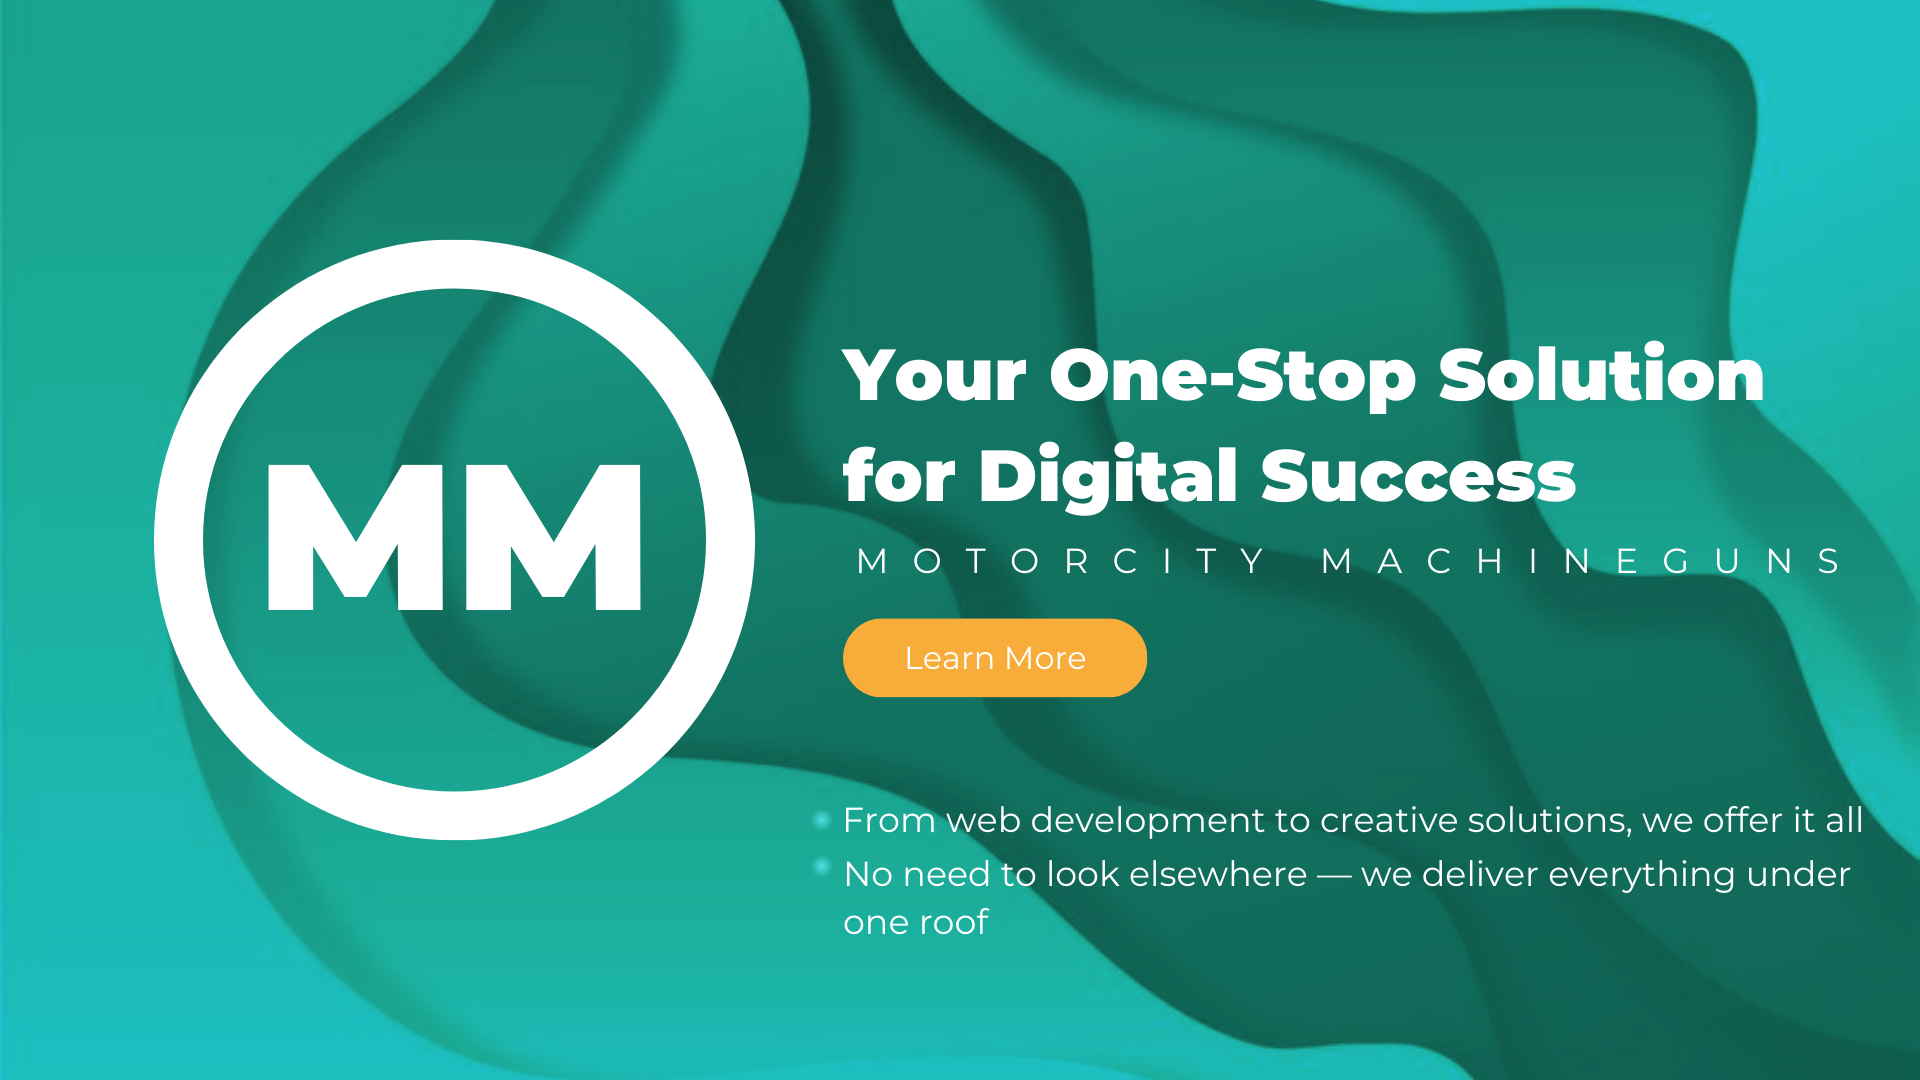 MM
Your One-Stop Solution
for Digital Success
MOTORCITY MACHINEGUNS
Learn More
From web development to creative solutions, we offer it all
No need to look elsewhere — we deliver everything under
one roof